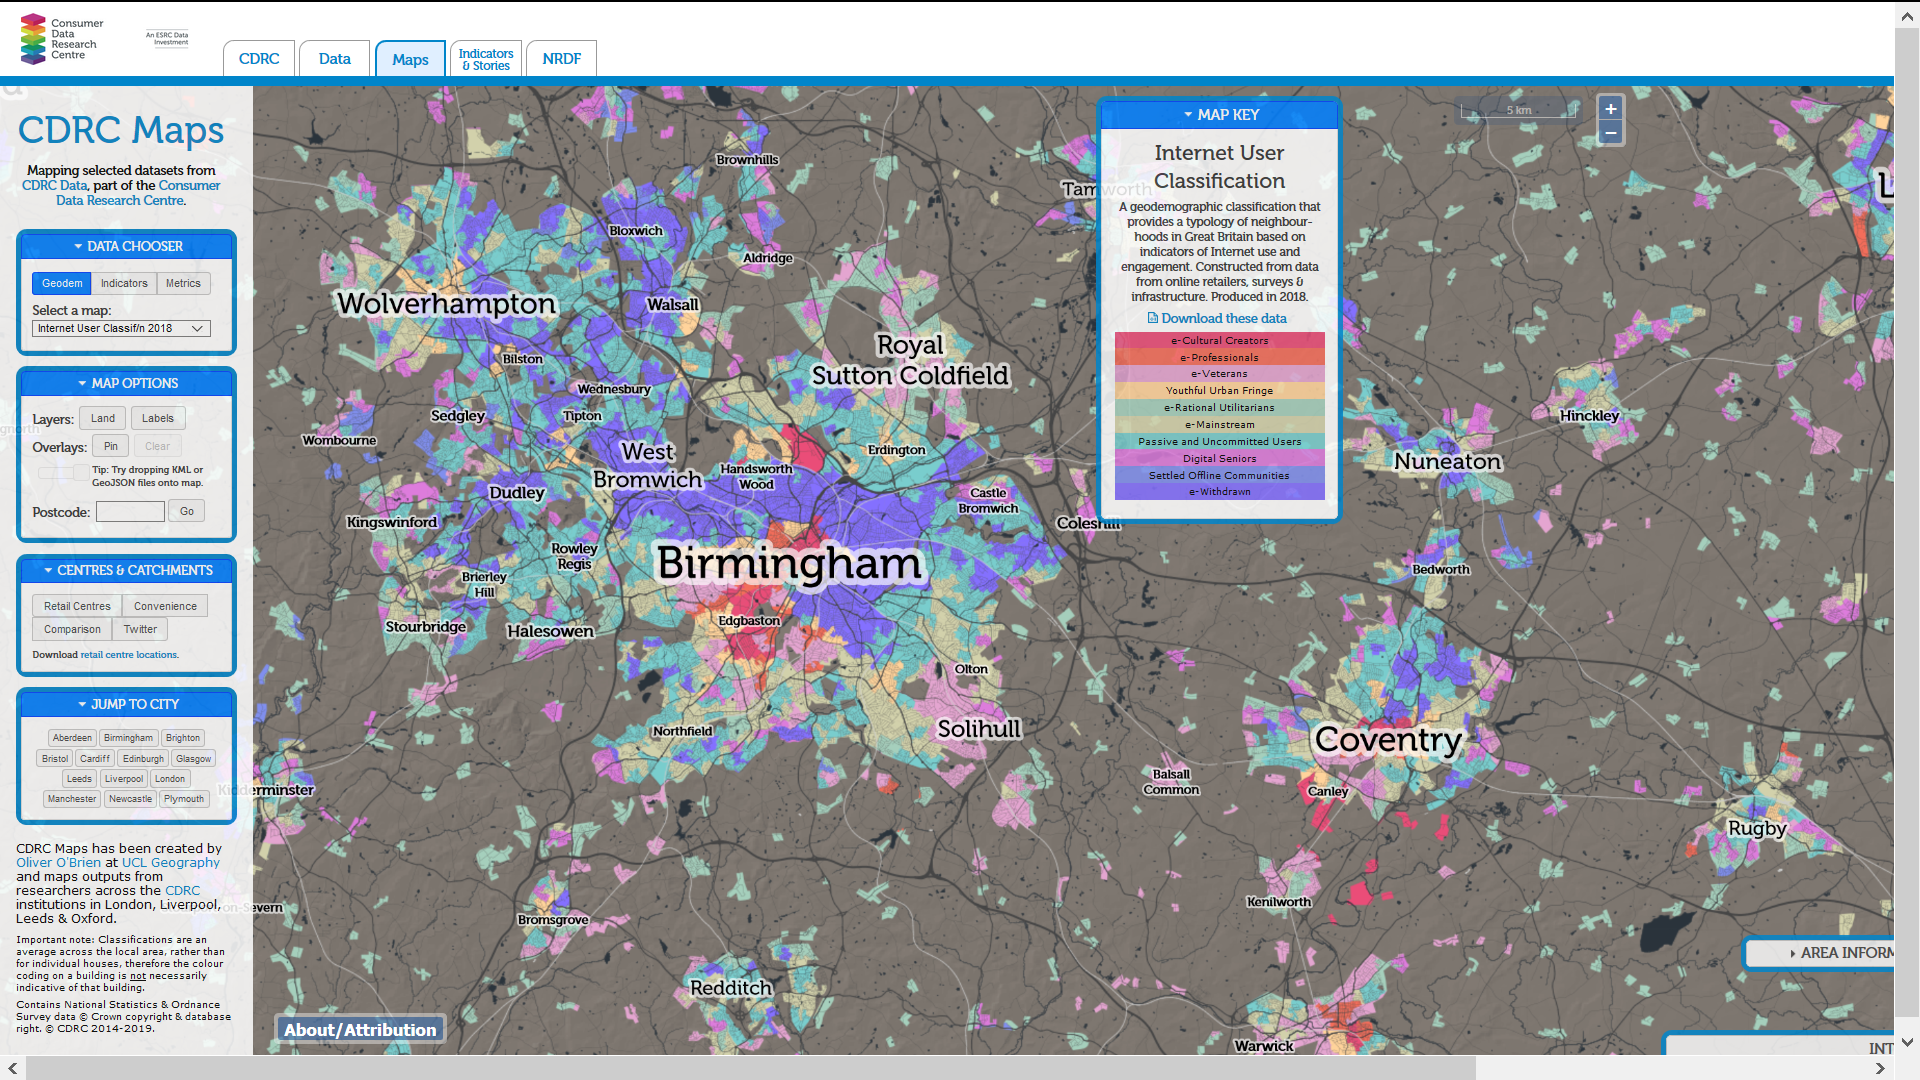 Consumer
Data
Research
Centre
An ESRC Data
Investment
CDRC
Data
Maps
Indicators
& Stories
NRDF
CDRC Maps
Mapping selected datasets from
CDRC Data, part of the Consumer
Data Research Centre.
DATA CHOOSER
Geodem
Indicators
Metrics
Select a map:
Internet User Classif/n 2018
MAP OPTIONS
Layers:
Land
Labels
Overlays:
Pin
Clear
Tip: Try dropping KML or
GeoJSON files onto map.
Postcode:
Go
CENTRES & CATCHMENTS
Retail Centres
Convenience
Comparison
Twitter
Download retail centre locations.
JUMP TO CITY
Aberdeen Birmingham Brighton
Bristol Cardiff Edinburgh Glasgow
Leeds Liverpool London
Manchester Newcastle Plymouth
CDRC Maps has been created by
Oliver O'Brien at UCL Geography
and maps outputs from
researchers across the CDRC
institutions in London, Liverpool,
Leeds & Oxford.
Important note: Classifications are an
average across the local area, rather than
for individual houses, therefore the colour
coding on a building is not necessarily
indicative of that building.
Contains National Statistics & Ordnance
Survey data © Crown copyright & database
right. © CDRC 2014-2019.
MAP KEY
Internet User
Classification
A geodemographic classification that
provides a typology of neighbour-
hoods in Great Britain based on
indicators of Internet use and
engagement. Constructed from data
from online retailers, surveys &
infrastructure. Produced in 2018.
Download these data
e-Cultural Creators
e-Professionals
e-Veterans
Youthful Urban Fringe
e-Rational Utilitarians
e-Mainstream
Passive and Uncommitted Users
Digital Seniors
Settled Offline Communities
e-Withdrawn
5 km
+
−
Brownhills
Tamworth
Bloxwich
Aldridge
Wolverhampton
Walsall
Royal
Sutton Coldfield
Bilston
Wednesbury
Sedgley
Tipton
Wombourne
West
Bromwich
Handsworth
Wood
Erdington
Hinckley
Nuneaton
Dudley
Castle
Bromwich
Kingswinford
Coleshill
Rowley
Regis
Birmingham
Bedworth
Brierley
Hill
Edgbaston
Stourbridge
Halesowen
Olton
Northfield
Solihull
Coventry
Balsall
Common
Canley
Kidderminster
Rugby
Kenilworth
Bromsgrove
on-Severn
Redditch
Warwick
About/Attribution
AREA INFORM
INT